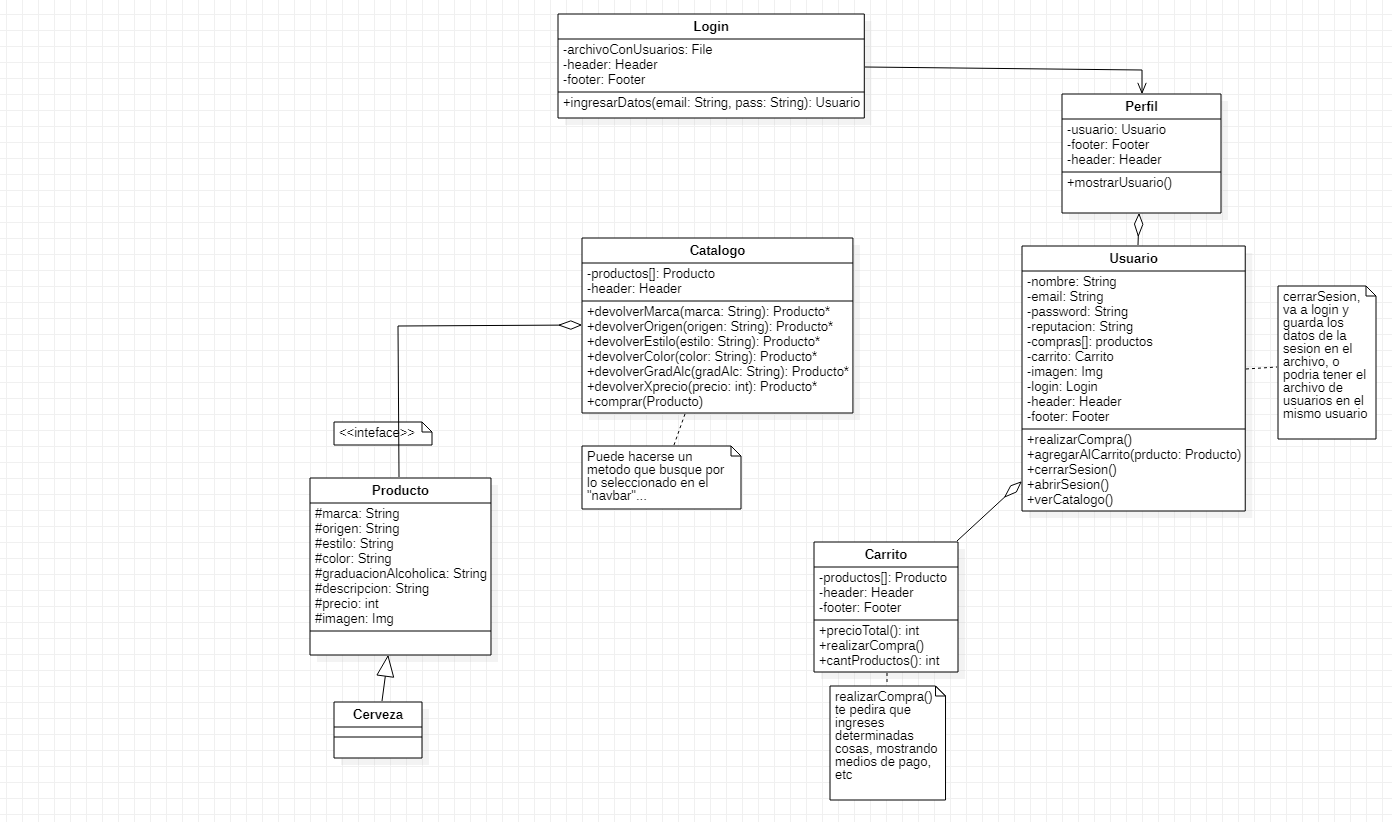 Login
-archivoConUsuarios: File
-header: Header
-footer: Footer
+ingresarDatos(email: String, pass: String): Usuario
Perfil
-usuario: Usuario
-footer: Footer
-header: Header
+mostrarUsuario()
Catalogo
-productos[]: Producto
-header: Header
+devolverMarca(marca: String): Producto*
+devolverOrigen(origen: String): Producto*
+devolverEstilo(estilo: String): Producto*
+devolverColor(color: String): Producto*
+devolverGradAlc(gradAlc: String): Producto*
+devolverXprecio(precio: int): Producto*
+comprar(Producto)
Usuario
-nombre: String
-email: String
-password: String
-reputacion: String
-compras[]: productos
-carrito: Carrito
-imagen: Img
-login: Login
-header: Header
-footer: Footer
+realizarCompra()
+agregarAlCarrito(prducto: Producto)
+cerrarSesion()
+abrirSesion()
+verCatalogo()
cerrarSesion,
va a login y
guarda los
datos de la
sesion en el
archivo, o
podria tener el
archivo de
usuarios en el
mismo usuario
<<inteface>>
Puede hacerse un
metodo que busque por
lo seleccionado en el
"navbar"...
Producto
#marca: String
#origen: String
#estilo: String
#color: String
#graduacionAlcoholica: String
#descripcion: String
#precio: int
#imagen: Img
Carrito
-productos[]: Producto
-header: Header
-footer: Footer
+precioTotal(): int
+realizarCompra()
+cantProductos(): int
realizarCompra()
te pedira que
ingreses
determinadas
cosas, mostrando
medios de pago,
etc
Cerveza